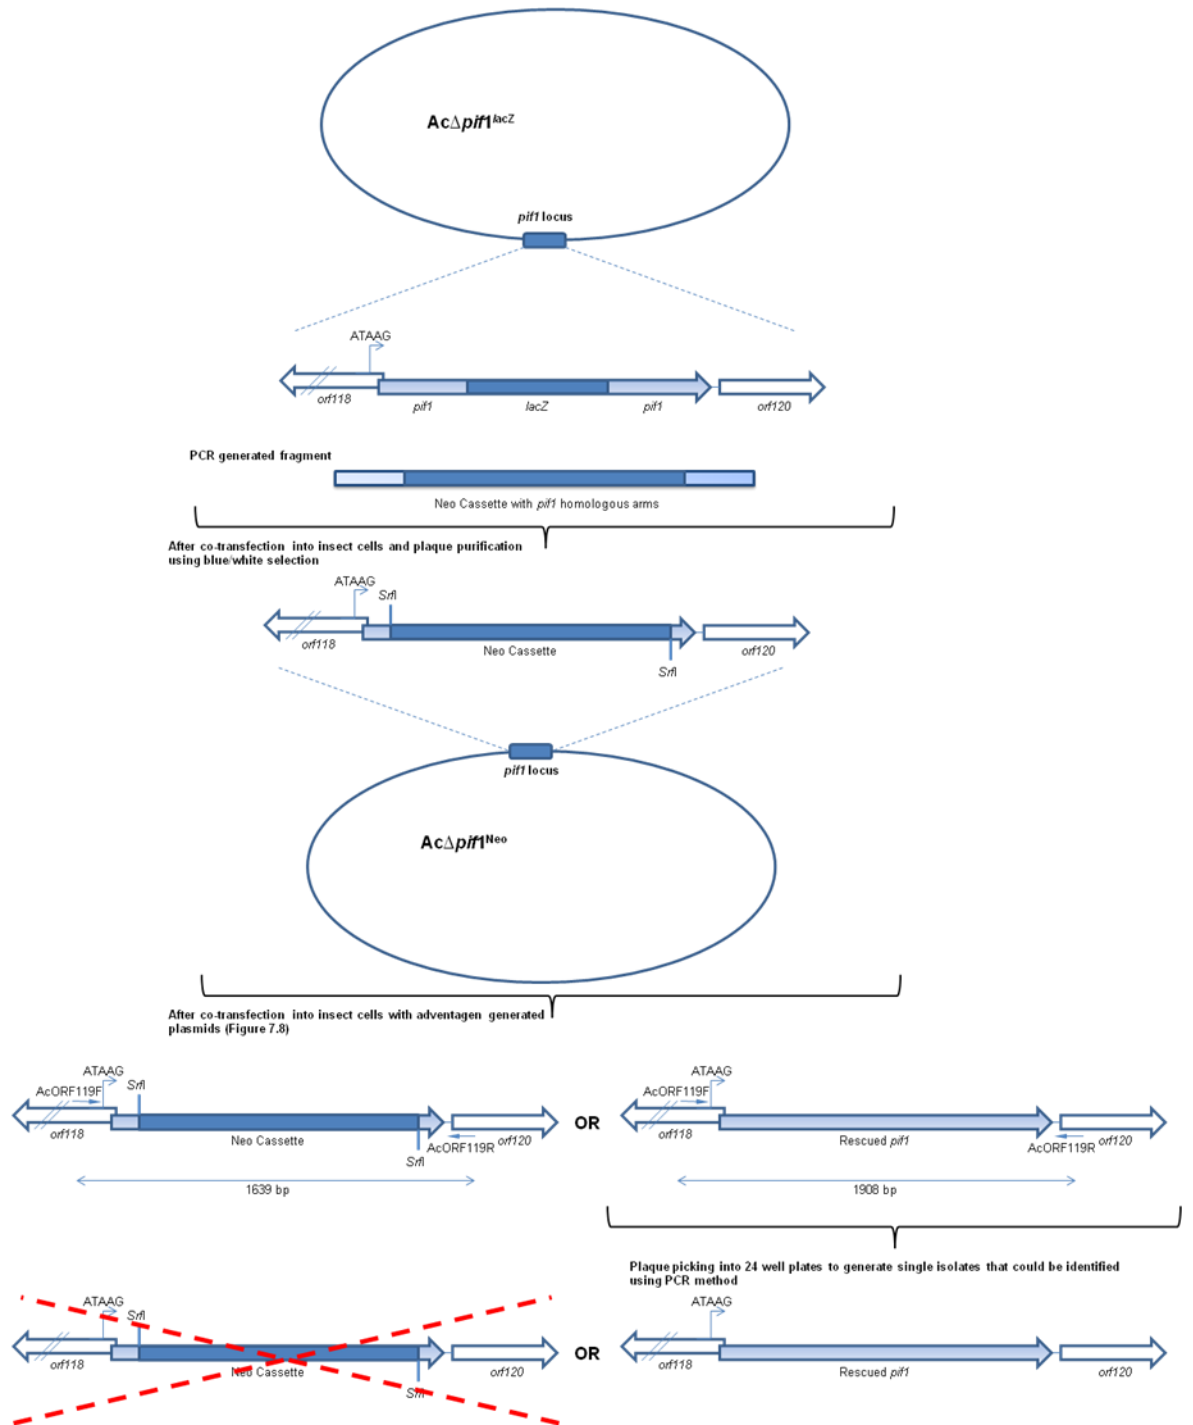 AcΔpif1lacZ
pif1 locus
ATAAG
orf118
pif1
lacZ
pif1
orf120
PCR generated fragment
Neo Cassette with pif1 homologous arms
After co-transfection into insect cells and plaque purification
using blue/white selection
ATAAG
SrfI
orf118
Neo Cassette
orf120
SrfI
pif1 locus
AcΔpif1Neo
After co-transfection into insect cells with adventagen generated
plasmids (Figure 7.8)
ATAAG
AcORF119F
SrfI
orf118
Neo Cassette
orf120
AcORF119R
SrfI
1639 bp
OR
ATAAG
AcORF119F
orf118
Rescued pif1
orf120
AcORF119R
1908 bp
Plaque picking into 24 well plates to generate single isolates that could be identified
using PCR method
ATAAG
SrfI
orf118
Neo Cassette
orf120
SrfI
OR
ATAAG
orf118
Rescued pif1
orf120